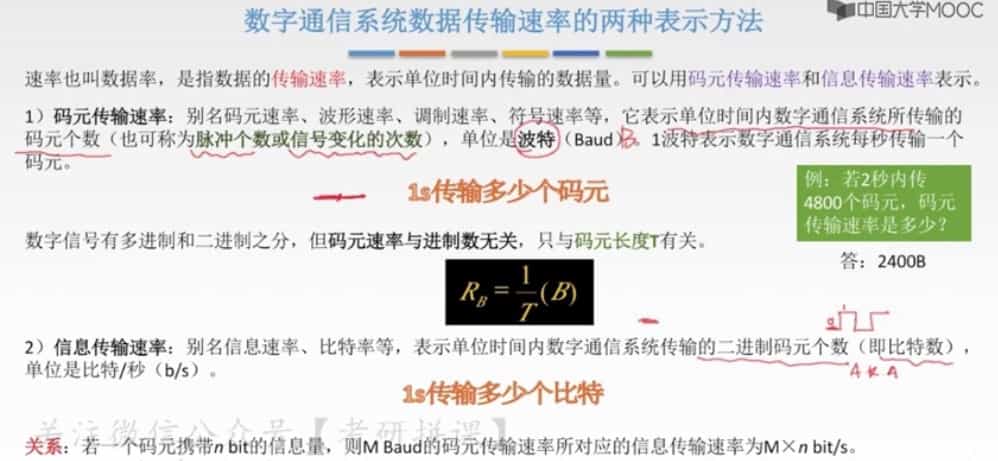 数字通信系统数据传输速率的两种表示方法
中国大学MOOC
速率也叫数据率，是指数据的传输速率，表示单位时间内传输的数据量。可以用码元传输速率和信息传输速率表示。
1）码元传输速率：别名码元速率、波形速率、调制速率、符号速率等，它表示单位时间内数字通信系统所传输的
码元个数（也可称为脉冲个数或信号变化的次数），单位是波特（Baud）B。1波特表示数字通信系统每秒传输一个
码元。
1s传输多少个码元
例：若2秒内传
4800个码元，码元
传输速率是多少？
答：2400B
数字信号有多进制和二进制之分，但码元速率与进制数无关，只与码元长度T有关。
R_B = 1/T (B)
2）信息传输速率：别名信息速率、比特率等，表示单位时间内数字通信系统传输的二进制码元个数（即比特数），
单位是比特/秒（b/s）。
1s传输多少个比特
关注微信公众号【考研拼课】
关系：若一个码元携带n bit的信息量，则M Baud的码元传输速率所对应的信息传输速率为M×n bit/s。